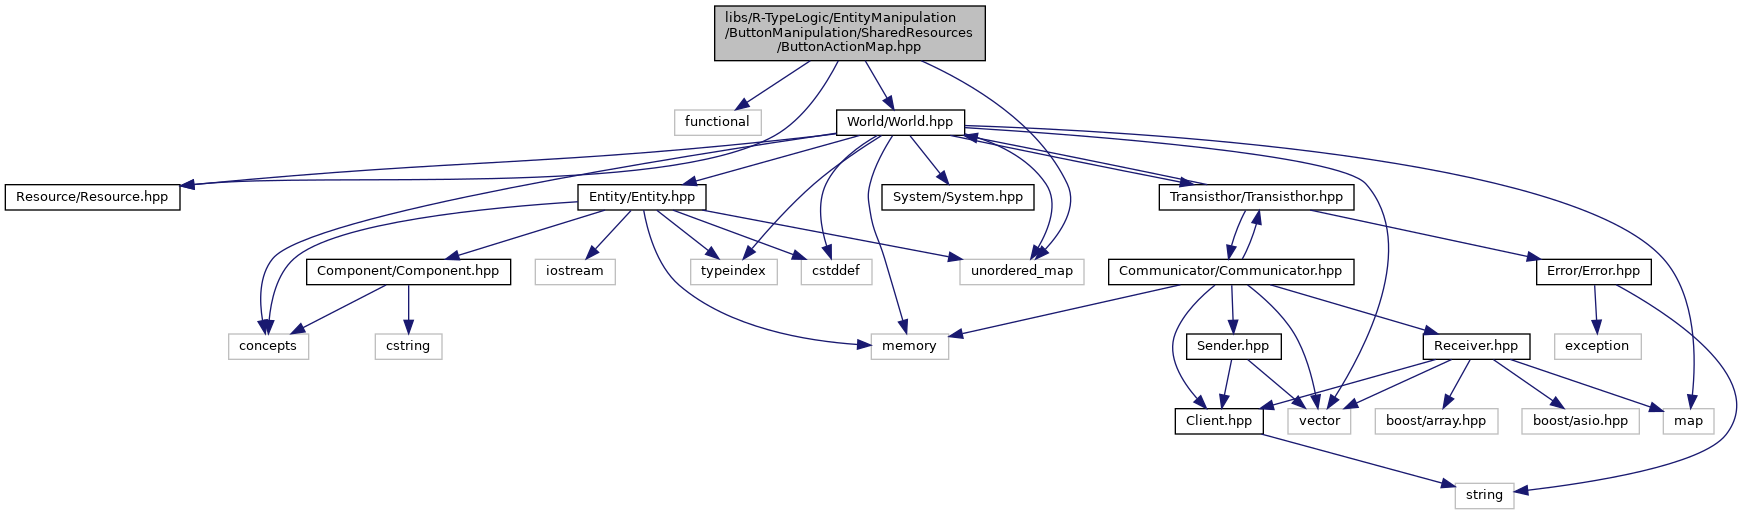 libs/R-TypeLogic/EntityManipulation
/ButtonManipulation/SharedResources
/ButtonActionMap.hpp
functional
World/World.hpp
Resource/Resource.hpp
Entity/Entity.hpp
System/System.hpp
Transisthor/Transisthor.hpp
Component/Component.hpp
iostream
typeindex
cstddef
unordered_map
Communicator/Communicator.hpp
Error/Error.hpp
concepts
cstring
memory
Sender.hpp
Receiver.hpp
exception
Client.hpp
vector
boost/array.hpp
boost/asio.hpp
map
string